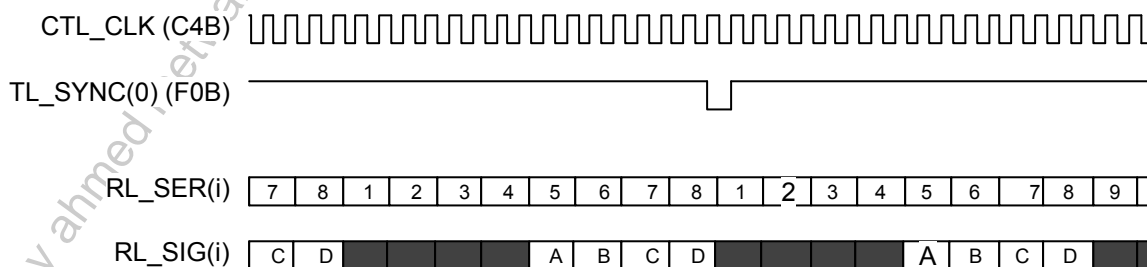 CTL_CLK (C4B)
TL_SYNC(0) (F0B)
RL_SER(i) 7 8 1 2 3 4 5 6 7 8 1 2 3 4 5 6 7 8 9
RL_SIG(i) C D A B C D A B C D
ahmed